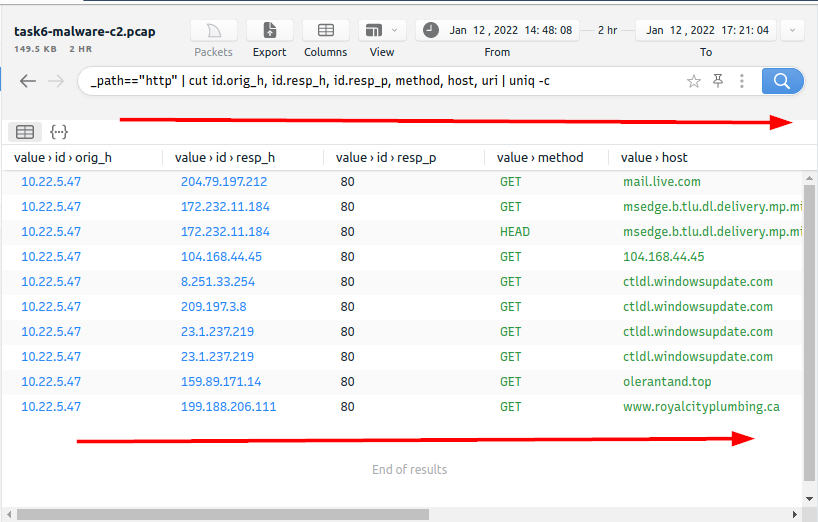 task6-malware-c2.pcap
149.5 KB 2 HR
Packets Export Columns View
Jan 12 , 2022 14:48:08 2 hr Jan 12 , 2022 17:21:04
From To
_path=="http" | cut id.orig_h, id.resp_h, id.resp_p, method, host, uri | uniq -c
value › id › orig_h value › id › resp_h value › id › resp_p value › method value › host
10.22.5.47 204.79.197.212 80 GET mail.live.com
10.22.5.47 172.232.11.184 80 GET msedge.b.tlu.dl.delivery.mp.mi
10.22.5.47 172.232.11.184 80 HEAD msedge.b.tlu.dl.delivery.mp.mi
10.22.5.47 104.168.44.45 80 GET 104.168.44.45
10.22.5.47 8.251.33.254 80 GET ctldl.windowsupdate.com
10.22.5.47 209.197.3.8 80 GET ctldl.windowsupdate.com
10.22.5.47 23.1.237.219 80 GET ctldl.windowsupdate.com
10.22.5.47 23.1.237.219 80 GET ctldl.windowsupdate.com
10.22.5.47 159.89.171.14 80 GET olerantand.top
10.22.5.47 199.188.206.111 80 GET www.royalcityplumbing.ca
End of results